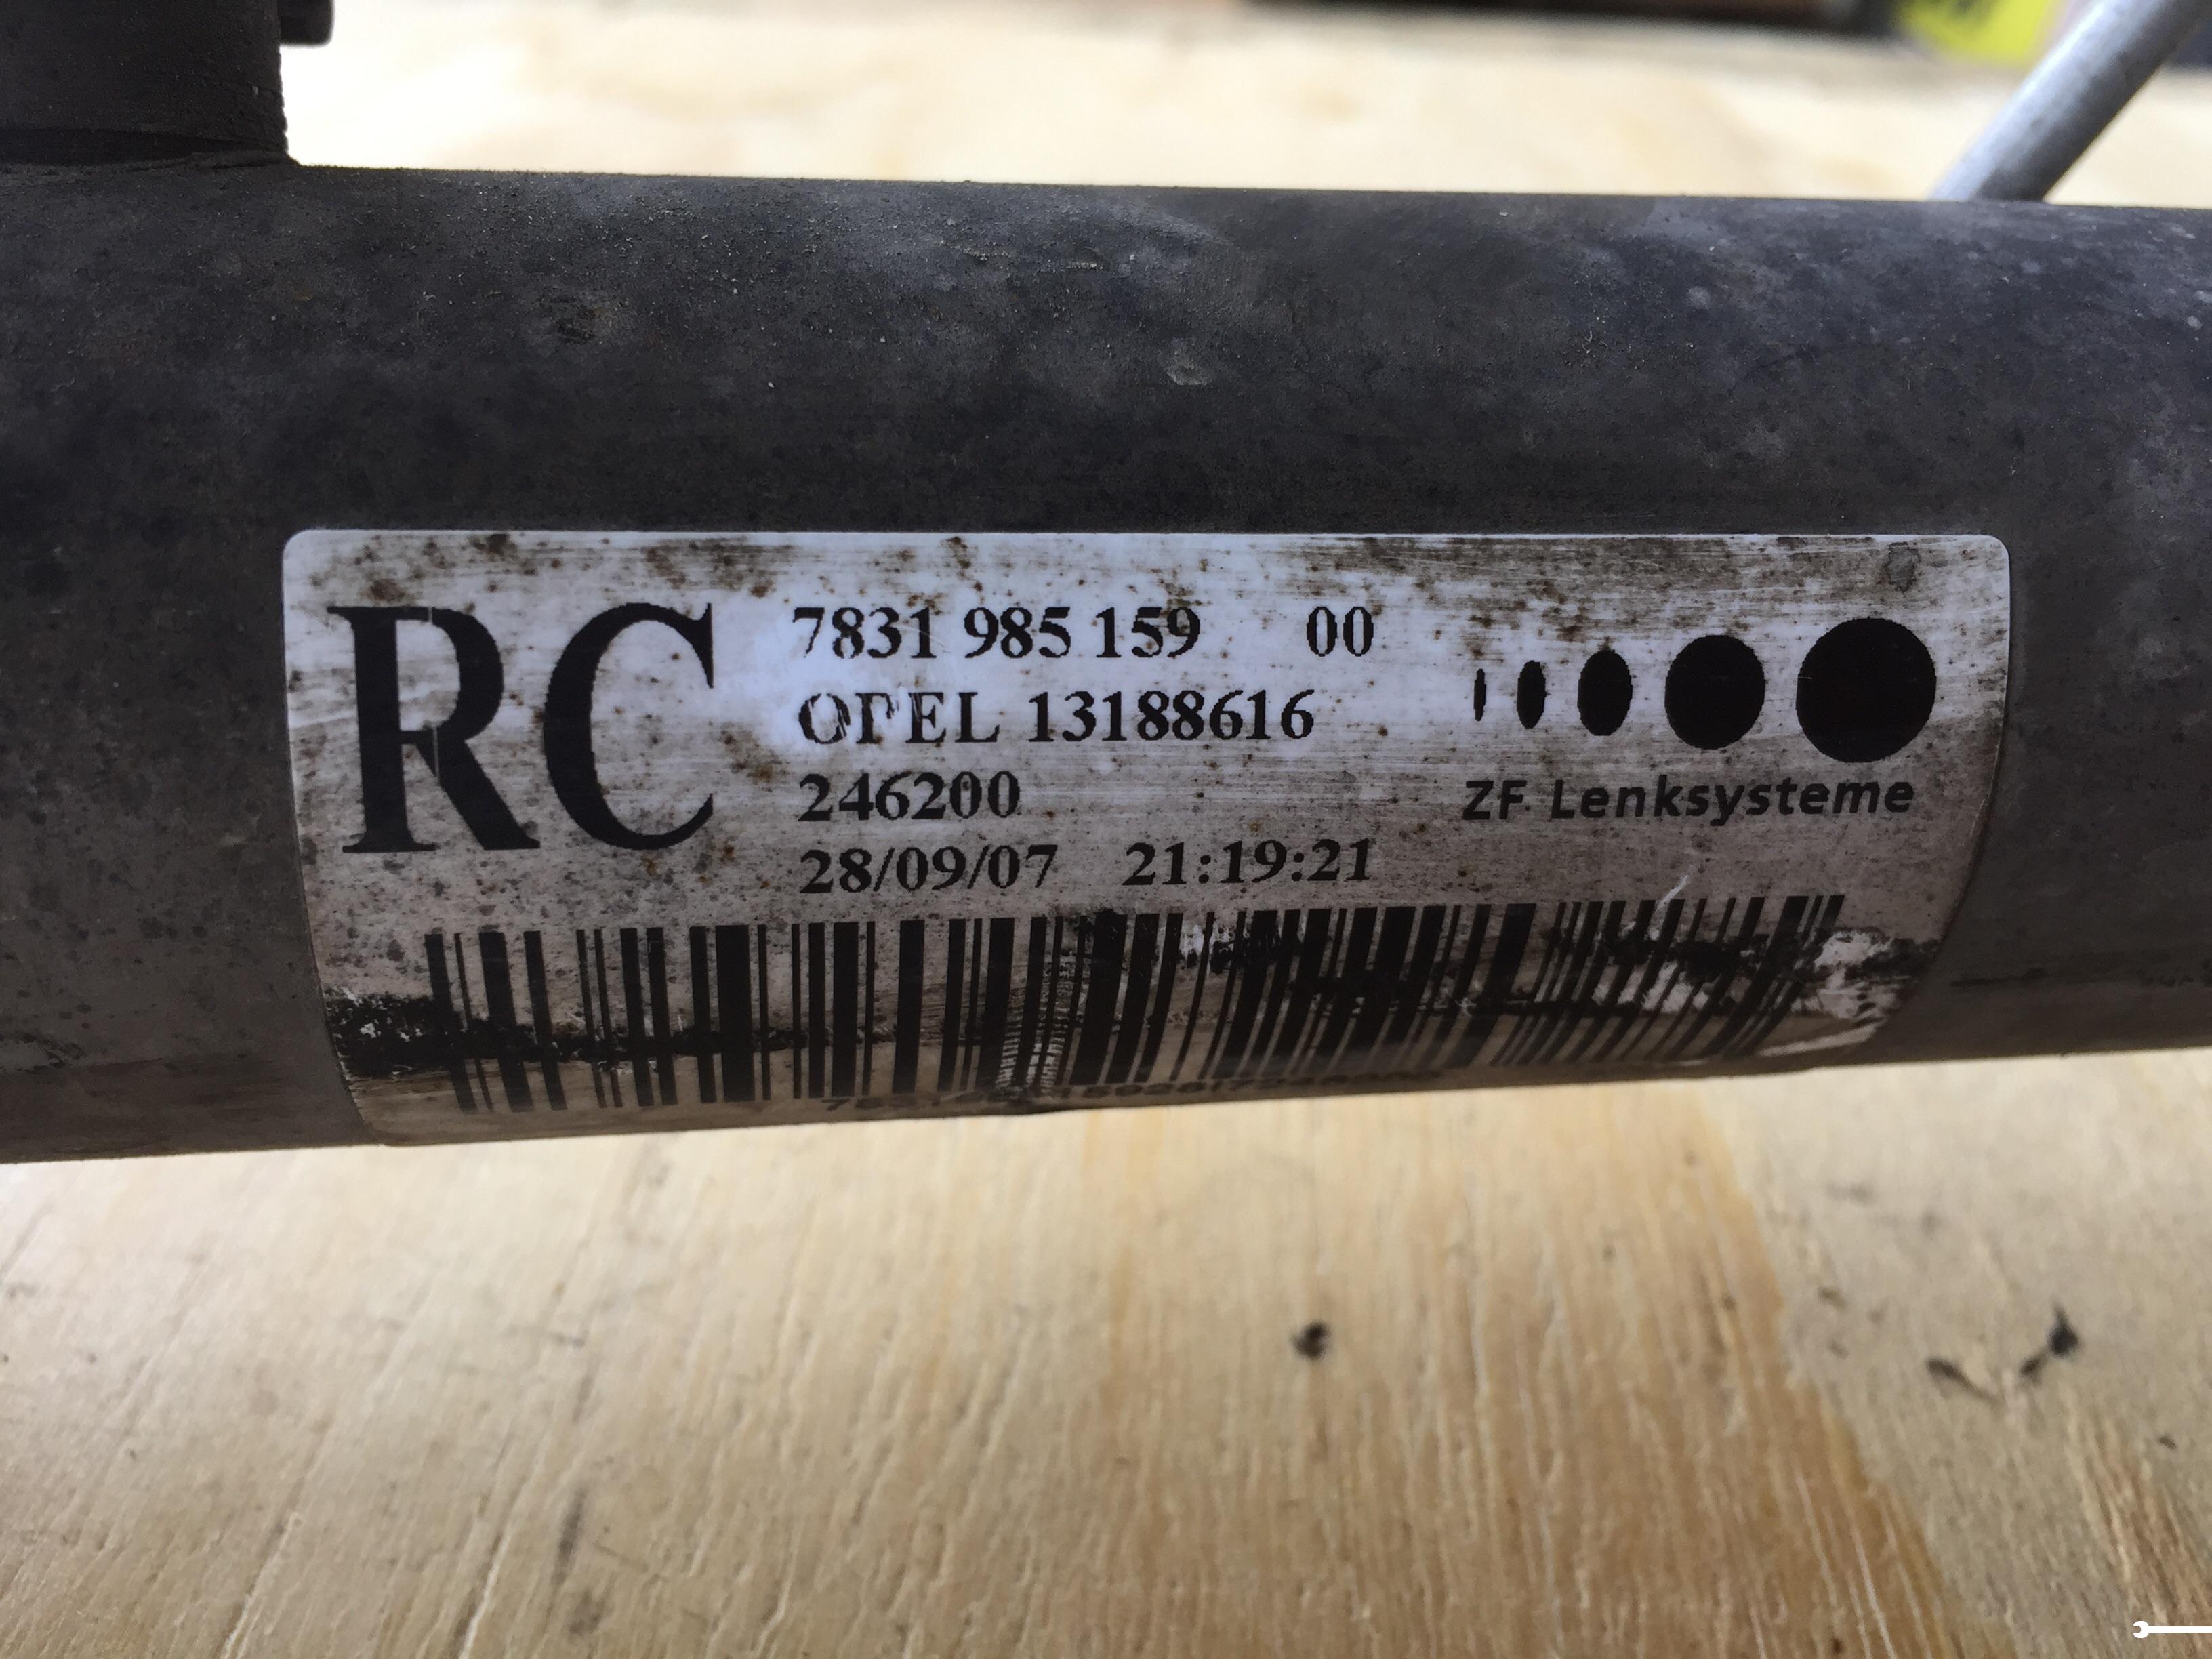 RC
7831 985 159 00
OPEL 13188616
246200
28/09/07 21:19:21
ZF Lenksysteme